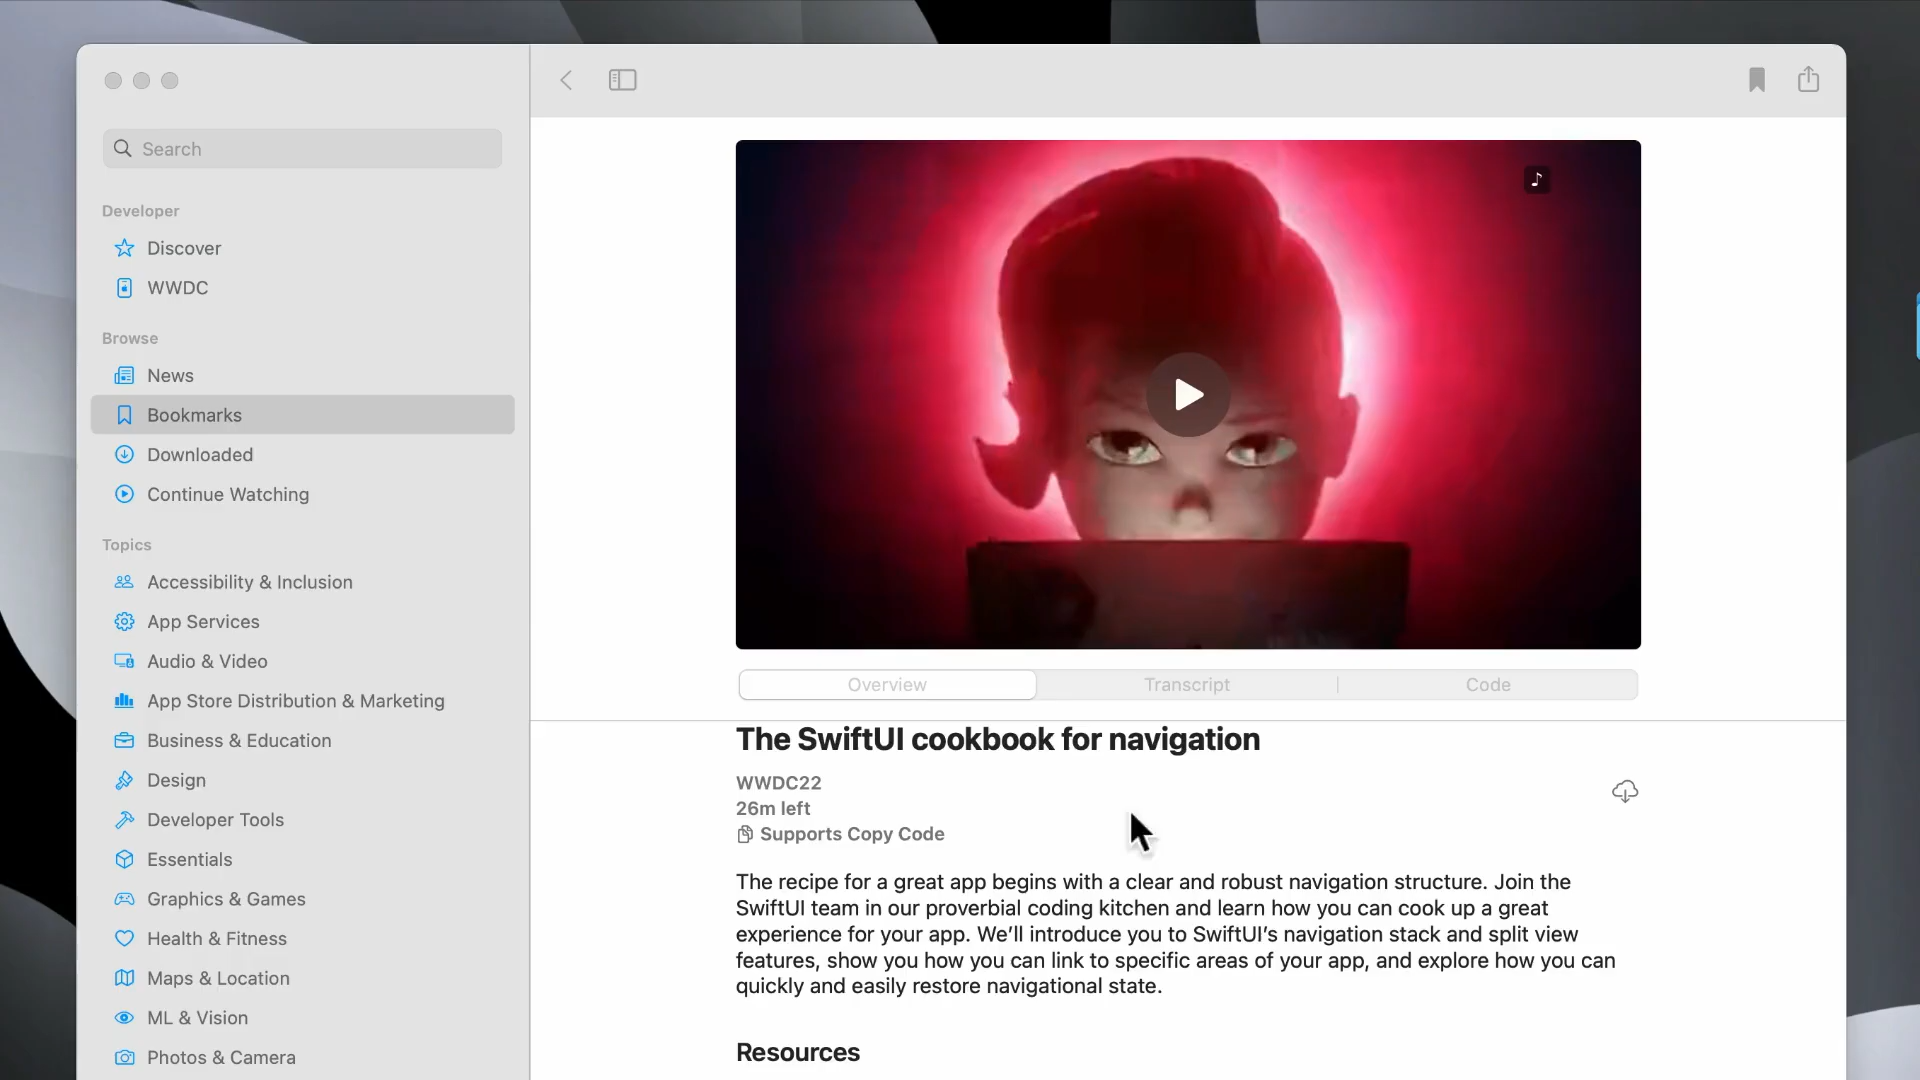 Search
Developer
Discover
WWDC
Browse
News
Bookmarks
Downloaded
Continue Watching
Topics
Accessibility & Inclusion
App Services
Audio & Video
App Store Distribution & Marketing
Business & Education
Design
Developer Tools
Essentials
Graphics & Games
Health & Fitness
Maps & Location
ML & Vision
Photos & Camera
Overview
Transcript
Code
The SwiftUI cookbook for navigation
WWDC22
26m left
Supports Copy Code
The recipe for a great app begins with a clear and robust navigation structure. Join the
SwiftUI team in our proverbial coding kitchen and learn how you can cook up a great
experience for your app. We’ll introduce you to SwiftUI’s navigation stack and split view
features, show you how you can link to specific areas of your app, and explore how you can
quickly and easily restore navigational state.
Resources